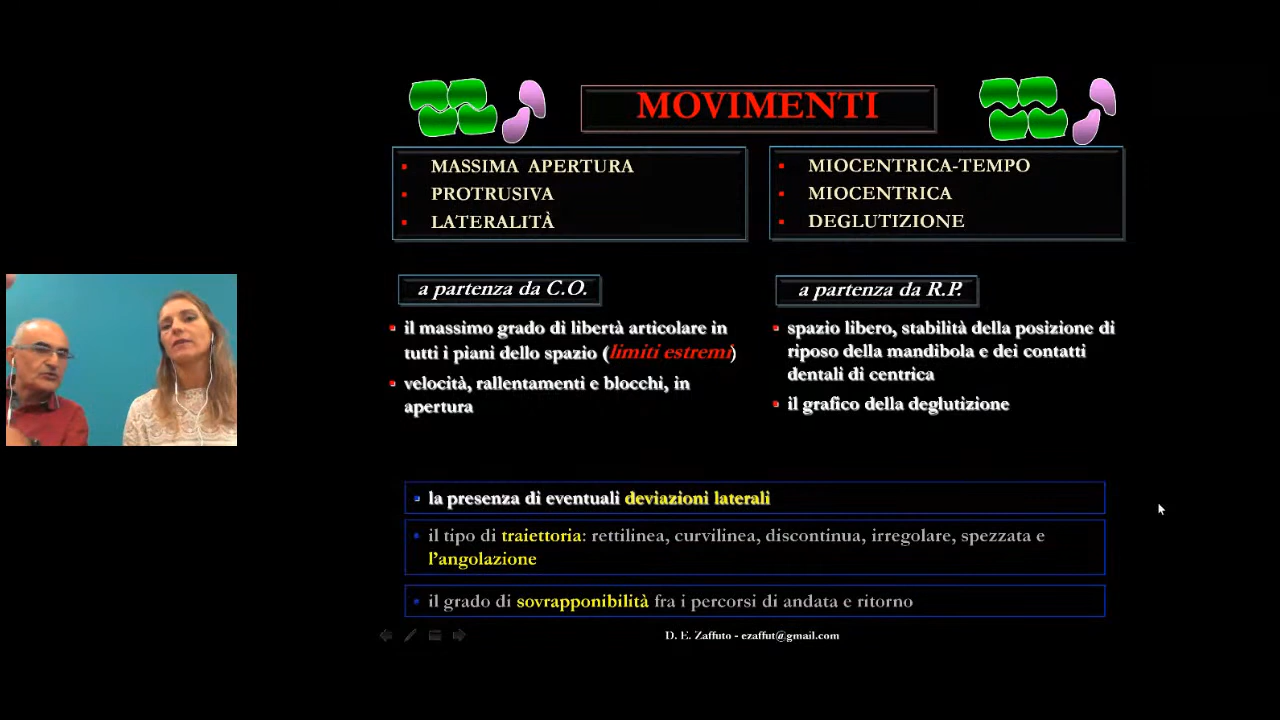 MOVIMENTI
MASSIMA APERTURA
PROTRUSIVA
LATERALITÀ
MIOCENTRICA-TEMPO
MIOCENTRICA
DEGLUTIZIONE
a partenza da C.O.
il massimo grado di libertà articolare in
tutti i piani dello spazio (limiti estremi)
velocità, rallentamenti e blocchi, in
apertura
a partenza da R.P.
spazio libero, stabilità della posizione di
riposo della mandibola e dei contatti
dentali di centrica
il grafico della deglutizione
la presenza di eventuali deviazioni laterali
il tipo di traiettoria: rettilinea, curvilinea, discontinua, irregolare, spezzata e
l'angolazione
il grado di sovrapponibilità fra i percorsi di andata e ritorno
D. E. Zaffuto - ezaffut@gmail.com